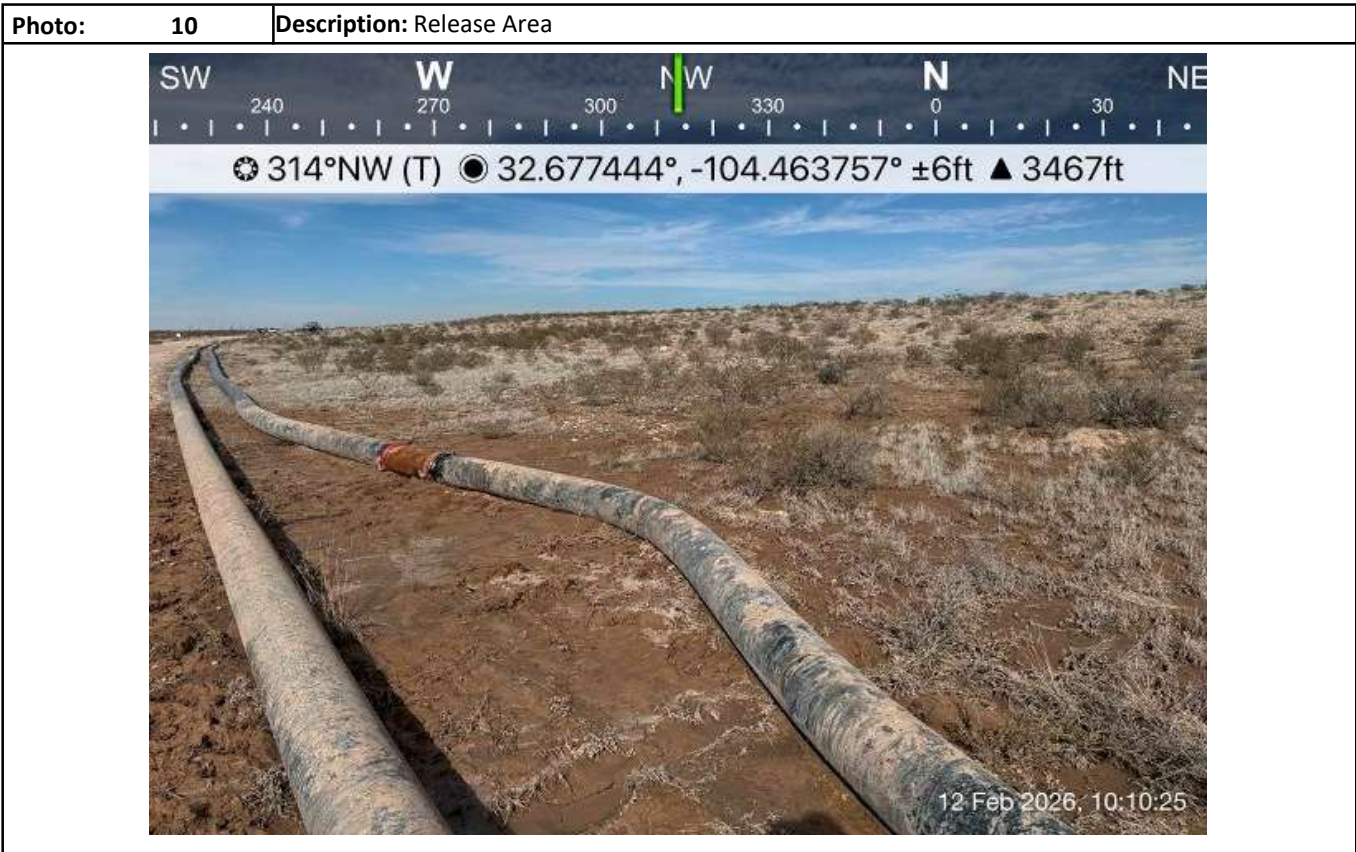 Photo: 10 Description: Release Area
SW W NW N NE
240 270 300 330 0 30
314°NW (T) 32.677444°, -104.463757° ±6ft ▲ 3467ft
12 Feb 2026, 10:10:25